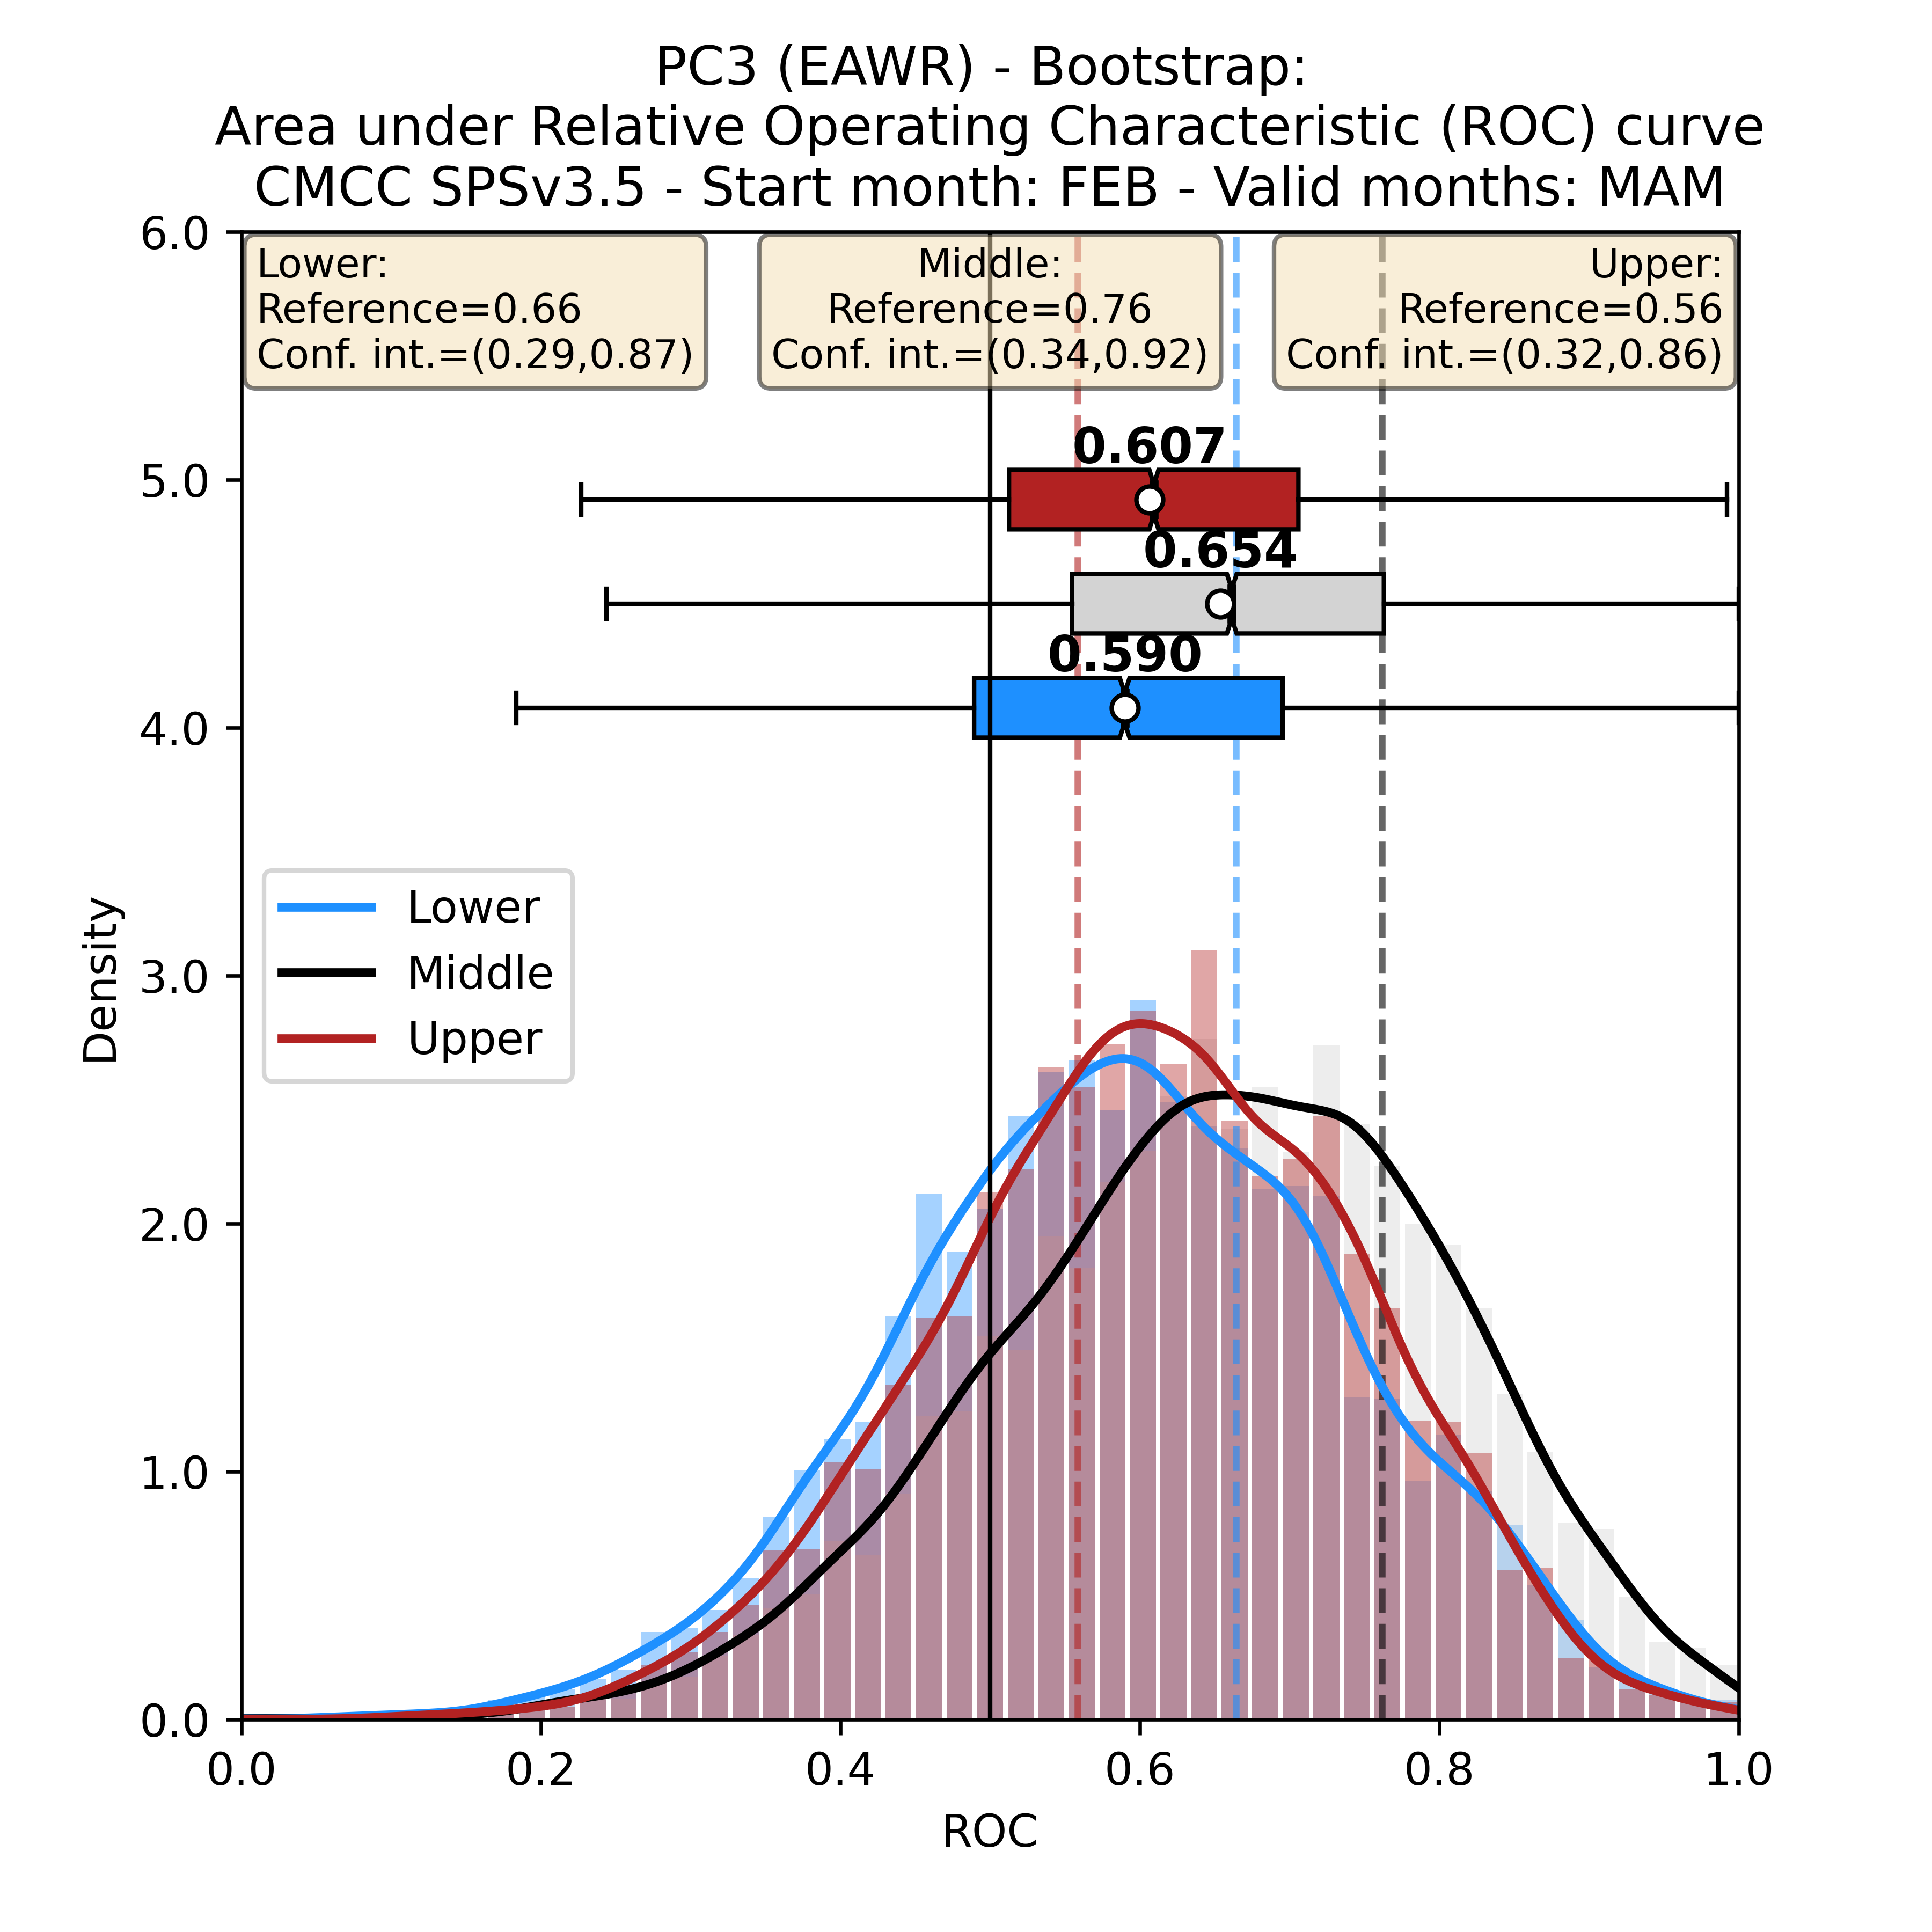 PC3 (EAWR) - Bootstrap:
Area under Relative Operating Characteristic (ROC) curve
CMCC SPSv3.5 - Start month: FEB - Valid months: MAM
Lower:
Reference=0.66
Conf. int.=(0.29,0.87)
Middle:
Reference=0.76
Conf. int.=(0.34,0.92)
Upper:
Reference=0.56
Conf. int.=(0.32,0.86)
0.607
0.654
0.590
Lower
Middle
Upper
Density
6.0
5.0
4.0
3.0
2.0
1.0
0.0
0.0 0.2 0.4 0.6 0.8 1.0
ROC